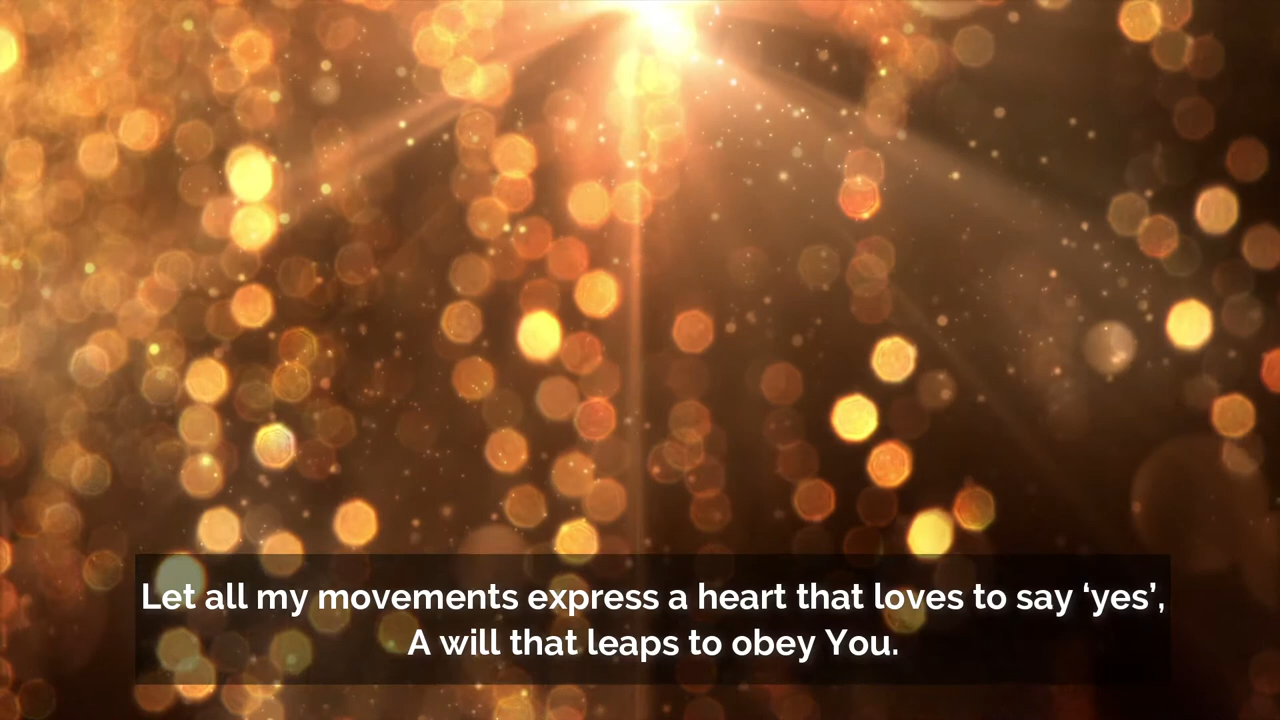 Let all my movements express a heart that loves to say ‘yes’,
A will that leaps to obey You.